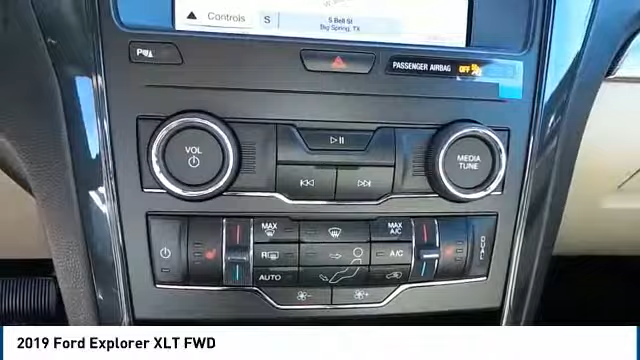 Controls
S
S Bell St
Big Spring, TX
P
PASSENGER AIRBAG OFF
VOL
MEDIA
TUNE
MAX
MAX
A/C
R
A/C
AUTO
DUAL
2019 Ford Explorer XLT FWD